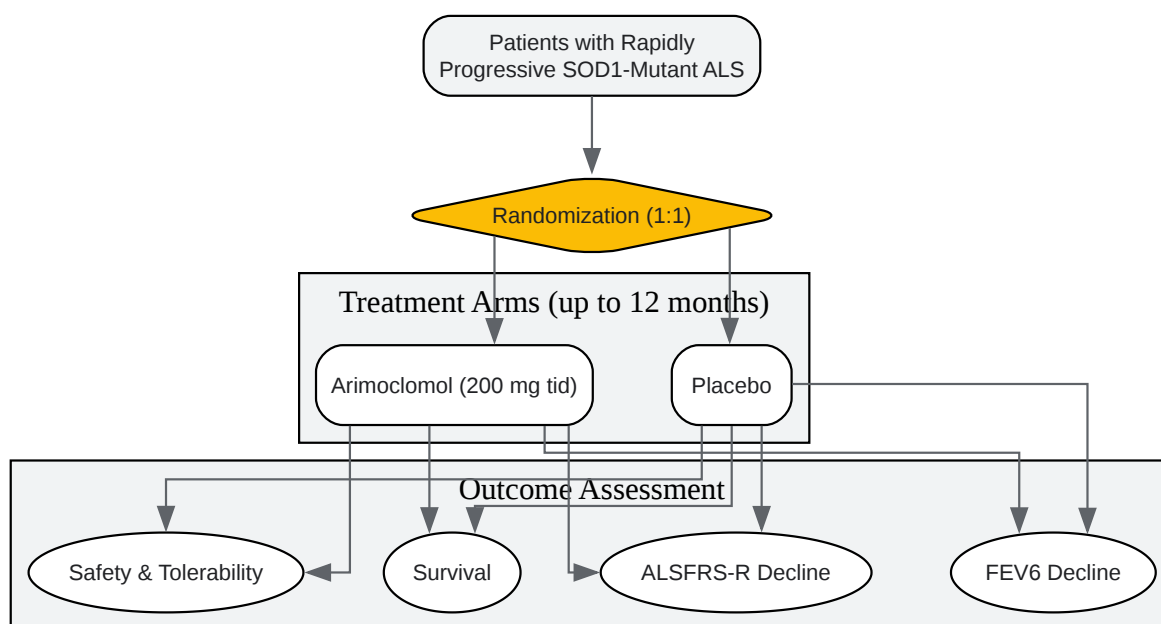 Patients with Rapidly
Progressive SOD1-Mutant ALS
Randomization (1:1)
Treatment Arms (up to 12 months)
Arimoclomol (200 mg tid)
Placebo
Outcome Assessment
Safety & Tolerability
Survival
ALSFRS-R Decline
FEV6 Decline